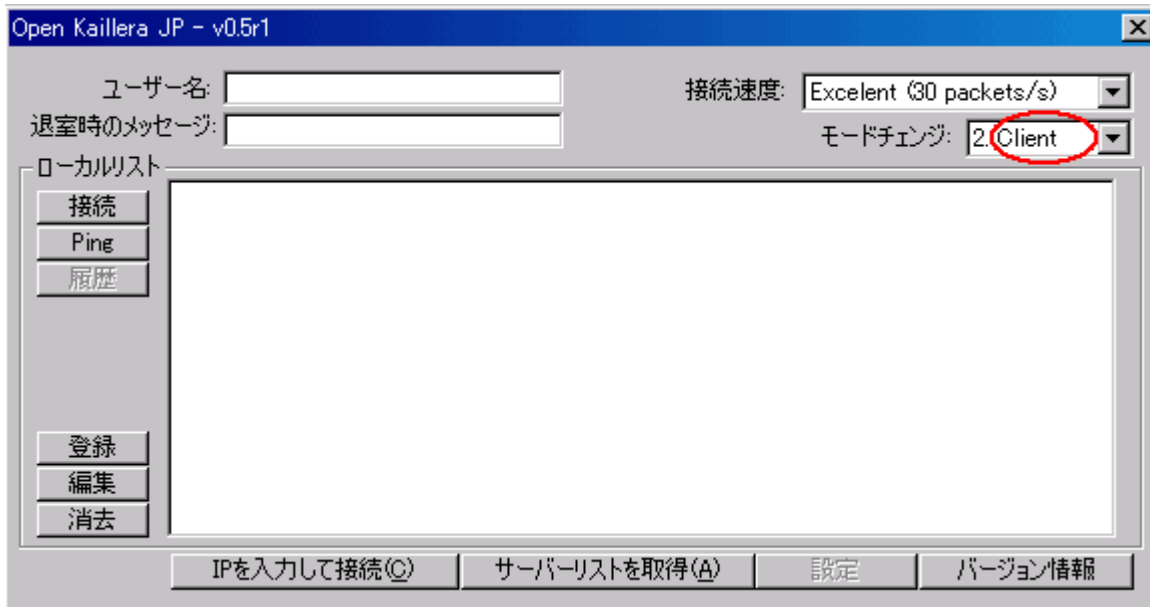 Open Kaillera JP - v0.5r1
ユーザー名:
接続速度: Excelent (30 packets/s)
退室時のメッセージ:
モードチェンジ: 2. Client
ローカルリスト
接続
Ping
履歴
登録
編集
消去
IPを入力して接続(C) サーバーリストを取得(A) 設定 バージョン情報